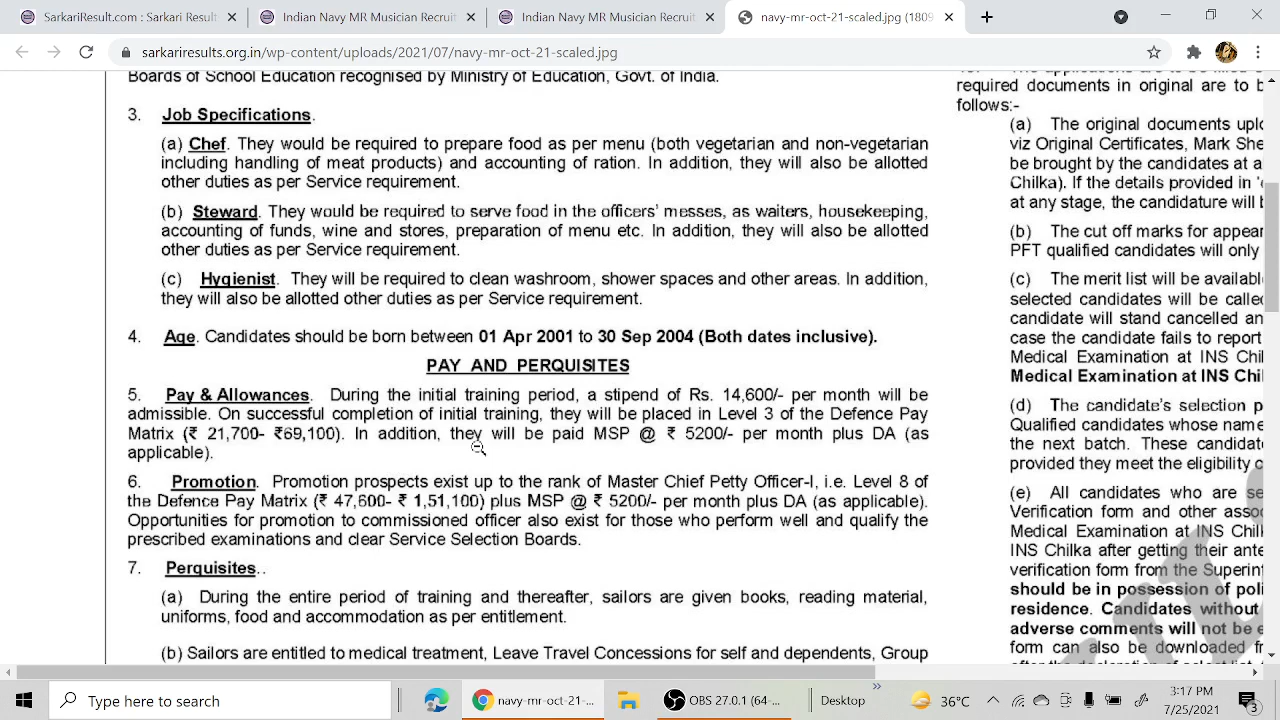 Sarkari Results
Indian Navy MR Musician Recruitm
Indian Navy MR Musician Recruitm
navy-mr-oct-21-scaled.jpg (1809
sarkariresults.org.in/wp-content/uploads/2021/07/navy-mr-oct-21-scaled.jpg
Boards of School Education recognised by Ministry of Education, Govt. of India.
3. Job Specifications.
(a) Chef. They would be required to prepare food as per menu (both vegetarian and non-vegetarian
including handling of meat products) and accounting of ration. In addition, they will also be allotted
other duties as per Service requirement.
(b) Steward. They would be required to serve food in the officers' messes, as waiters, housekeeping,
accounting of funds, wine and stores, preparation of menu etc. In addition, they will also be allotted
other duties as per Service requirement.
(c) Hygienist. They will be required to clean washroom, shower spaces and other areas. In addition,
they will also be allotted other duties as per Service requirement.
4. Age. Candidates should be born between 01 Apr 2001 to 30 Sep 2004 (Both dates inclusive).
PAY AND PERQUISITES
5. Pay & Allowances. During the initial training period, a stipend of Rs. 14,600/- per month will be
admissible. On successful completion of initial training, they will be placed in Level 3 of the Defence Pay
Matrix (₹ 21,700- ₹69,100). In addition, they will be paid MSP @ ₹ 5200/- per month plus DA (as
applicable).
6. Promotion. Promotion prospects exist up to the rank of Master Chief Petty Officer-I, i.e. Level 8 of
the Defence Pay Matrix (₹ 47,600- ₹ 1,51,100) plus MSP @ ₹ 5200/- per month plus DA (as applicable).
Opportunities for promotion to commissioned officer also exist for those who perform well and qualify the
prescribed examinations and clear Service Selection Boards.
7. Perquisites..
(a) During the entire period of training and thereafter, sailors are given books, reading material,
uniforms, food and accommodation as per entitlement.
(b) Sailors are entitled to medical treatment, Leave Travel Concessions for self and dependents, Group
required documents in original are to b
follows:-
(a) The original documents uplo
viz Original Certificates, Mark She
be brought by the candidates at a
Chilka). If the details provided in 'e
at any stage, the candidature will b
(b) The cut off marks for appear
PFT qualified candidates will only
(c) The merit list will be availabl
selected candidates will be calle
candidate will stand cancelled an
case the candidate fails to report
Medical Examination at INS Chi
Medical Examination at INS Chil
(d) The candidate's selection p
Qualified candidates whose name
the next batch. These candidat
provided they meet the eligibility c
(e) All candidates who are se
Verification form and other assoc
Medical Examination at INS Chilk
INS Chilka after getting their ante
verification form from the Superint
should be in possession of poli
residence. Candidates without
adverse comments will not be e
form can also be downloaded fr
Type here to search
navy-mr-oct-21-...
OBS 27.0.1 (64-...
Desktop
36°C
3:17 PM
7/25/2021
3